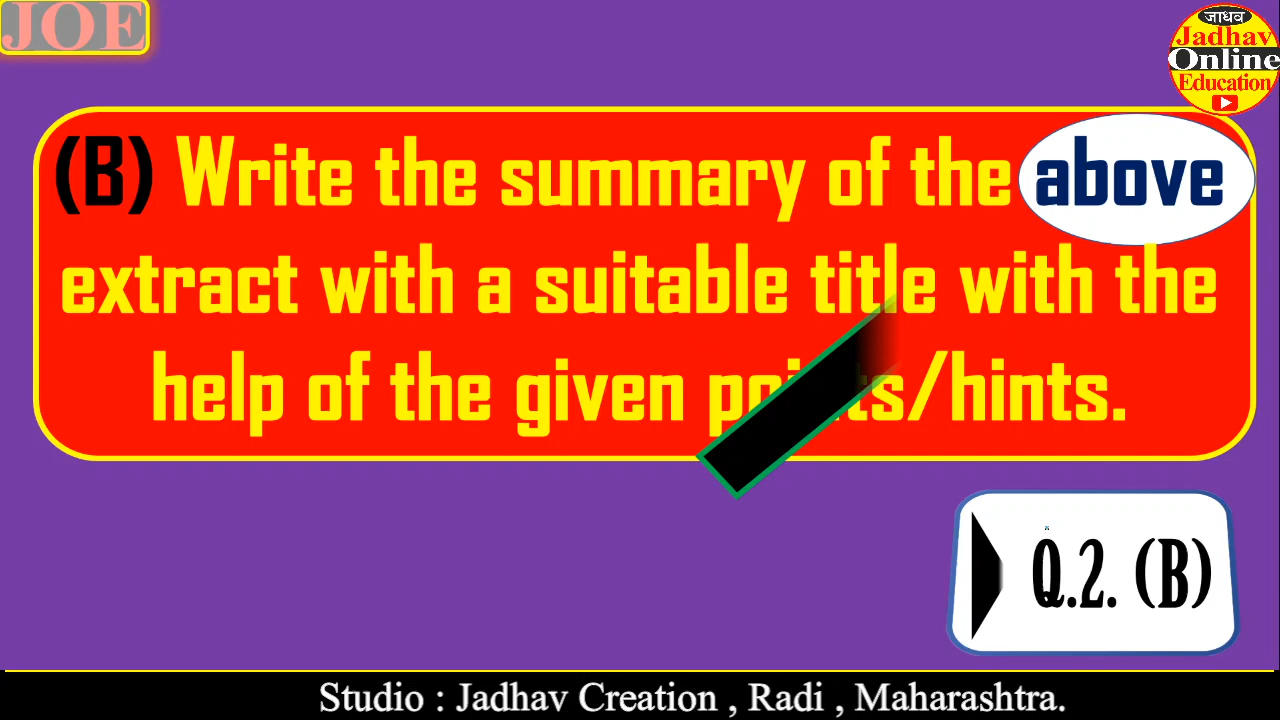 JOE
जाधव
Jadhav
Online
Education
(B) Write the summary of the above
extract with a suitable title with the
help of the given points/hints.
Q.2. (B)
Studio : Jadhav Creation , Radi , Maharashtra.